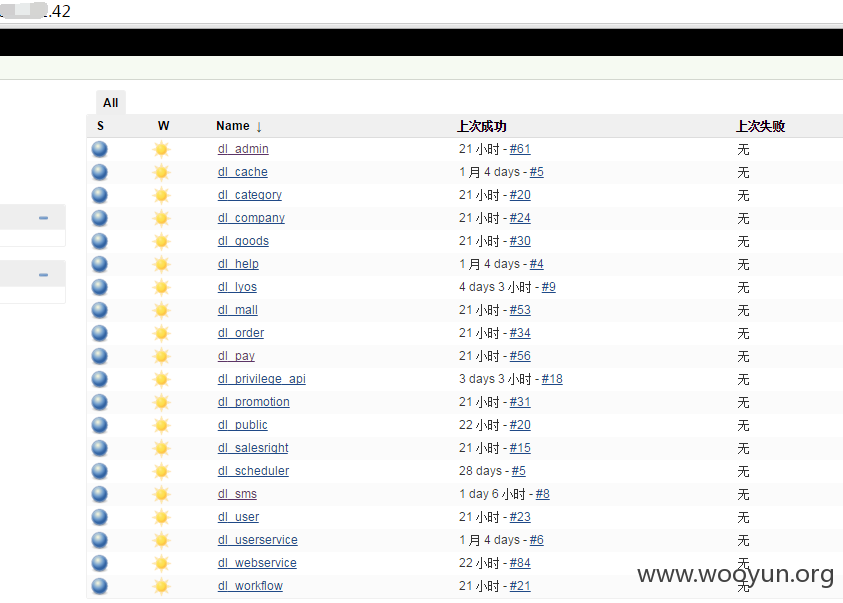 .42
All
S W Name ↓ 上次成功 上次失败
dl_admin 21 小时 - #61 无
dl_cache 1 月 4 days - #5 无
dl_category 21 小时 - #20 无
dl_company 21 小时 - #24 无
dl_goods 21 小时 - #30 无
dl_help 1 月 4 days - #4 无
dl_lyos 4 days 3 小时 - #9 无
dl_mall 21 小时 - #53 无
dl_order 21 小时 - #34 无
dl_pay 21 小时 - #56 无
dl_privilege_api 3 days 3 小时 - #18 无
dl_promotion 21 小时 - #31 无
dl_public 22 小时 - #20 无
dl_salesright 21 小时 - #15 无
dl_scheduler 28 days - #5 无
dl_sms 1 day 6 小时 - #8 无
dl_user 21 小时 - #23 无
dl_userservice 1 月 4 days - #6 无
dl_webservice 22 小时 - #84 无
dl_workflow 21 小时 - #21 无
www.wooyun.org